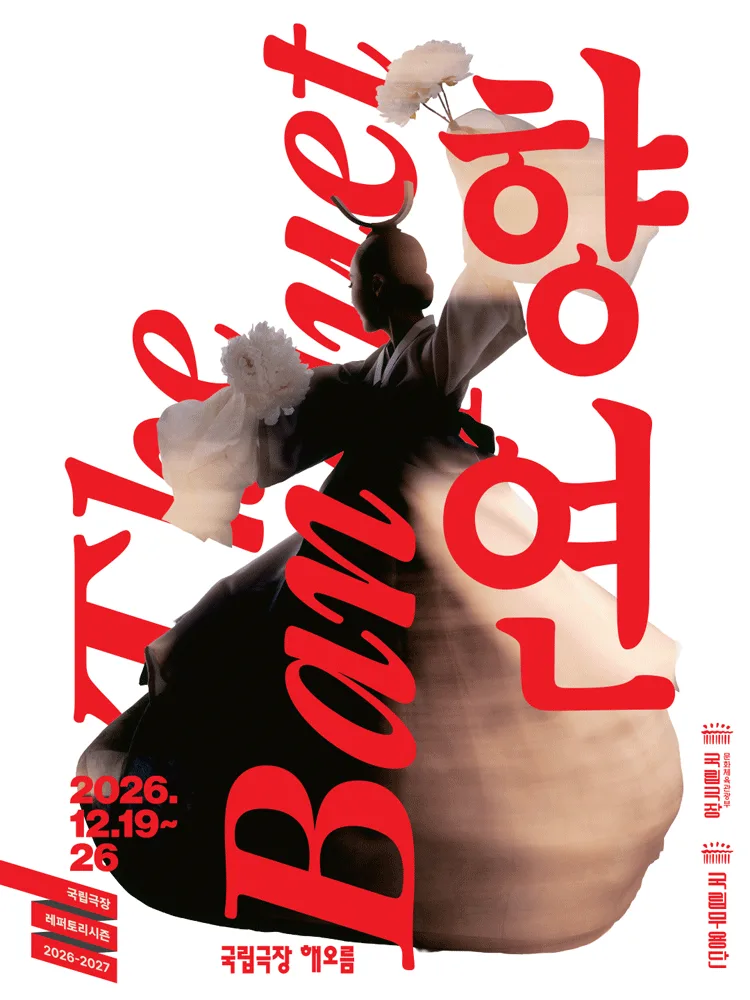 The
Banquet
향연
2026.
12.19~
26
국립극장
레퍼토리시즌
2026-2027
국립극장 해오름
문화체육관광부
국립극장
국립무용단